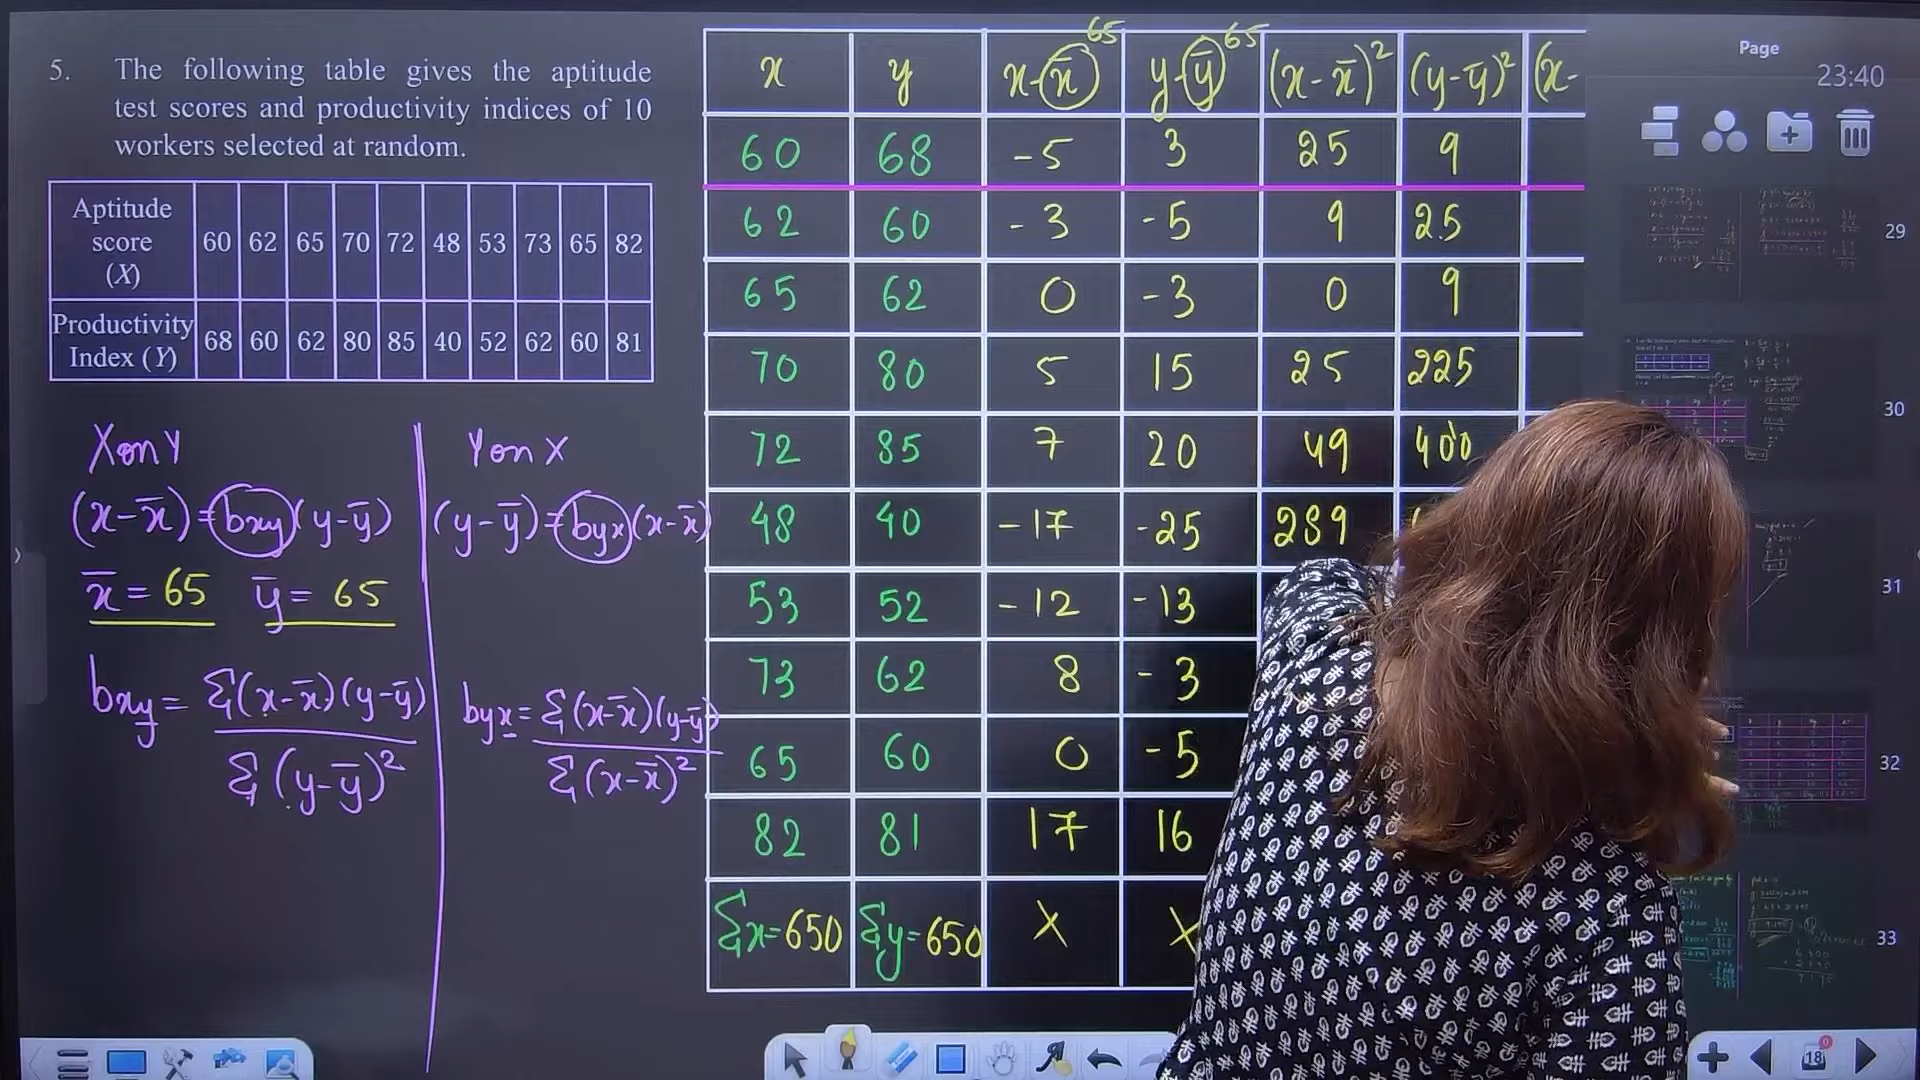 5. The following table gives the aptitude
test scores and productivity indices of 10
workers selected at random.
Aptitude score (X) 60 62 65 70 72 48 53 73 65 82
Productivity Index (Y) 68 60 62 80 85 40 52 62 60 81
X on Y
(x-x̄) = bxy (y-ȳ)
x̄ = 65 ȳ = 65
bxy = Σ(x-x̄)(y-ȳ)
Σ(y-ȳ)²
Y on X
(y-ȳ) = byx (x-x̄)
byx = Σ(x-x̄)(y-ȳ)
Σ(x-x̄)²
65 65
x y x-x̄ y-ȳ (x-x̄)² (y-ȳ)² (x-
60 68 -5 3 25 9
62 60 -3 -5 9 25
65 62 0 -3 0 9
70 80 5 15 25 225
72 85 7 20 49 400
48 40 -17 -25 289
53 52 -12 -13
73 62 8 -3
65 60 0 -5
82 81 17 16
Σx=650 Σy=650 X X
Page
23:40
29
30
31
32
33
18
0